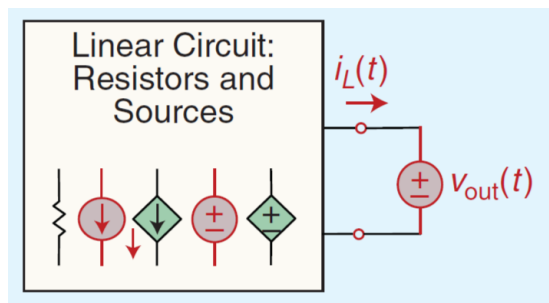 Linear Circuit:
Resistors and
Sources
i_L(t)
+
−
v_out(t)
+
−
+
−